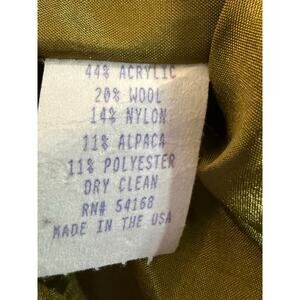 44% ACRYLIC
20% WOOL
14% NYLON
11% ALPACA
11% POLYESTER
DRY CLEAN
RN# 54168
MADE IN THE USA